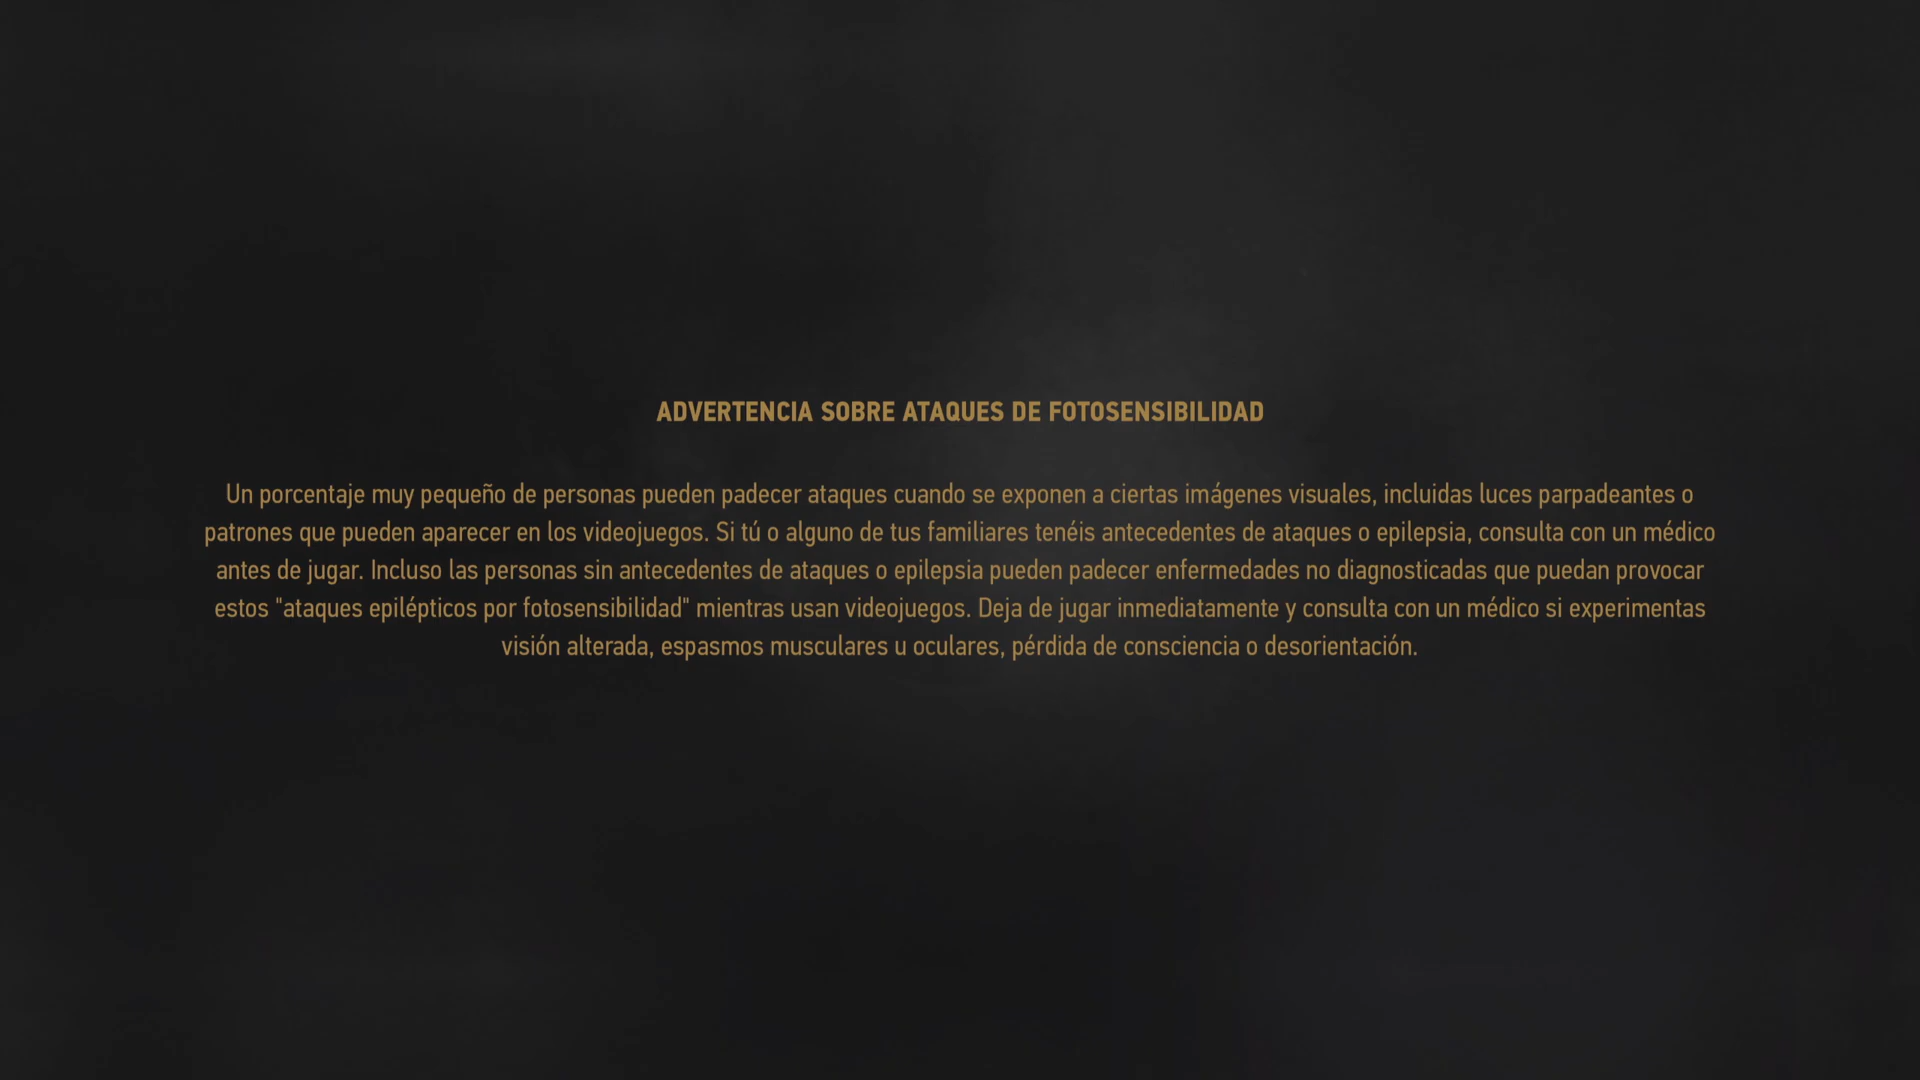 ADVERTENCIA SOBRE ATAQUES DE FOTOSENSIBILIDAD
Un porcentaje muy pequeño de personas pueden padecer ataques cuando se exponen a ciertas imágenes visuales, incluidas luces parpadeantes o
patrones que pueden aparecer en los videojuegos. Si tú o alguno de tus familiares tenéis antecedentes de ataques o epilepsia, consulta con un médico
antes de jugar. Incluso las personas sin antecedentes de ataques o epilepsia pueden padecer enfermedades no diagnosticadas que puedan provocar
estos "ataques epilépticos por fotosensibilidad" mientras usan videojuegos. Deja de jugar inmediatamente y consulta con un médico si experimentas
visión alterada, espasmos musculares u oculares, pérdida de consciencia o desorientación.